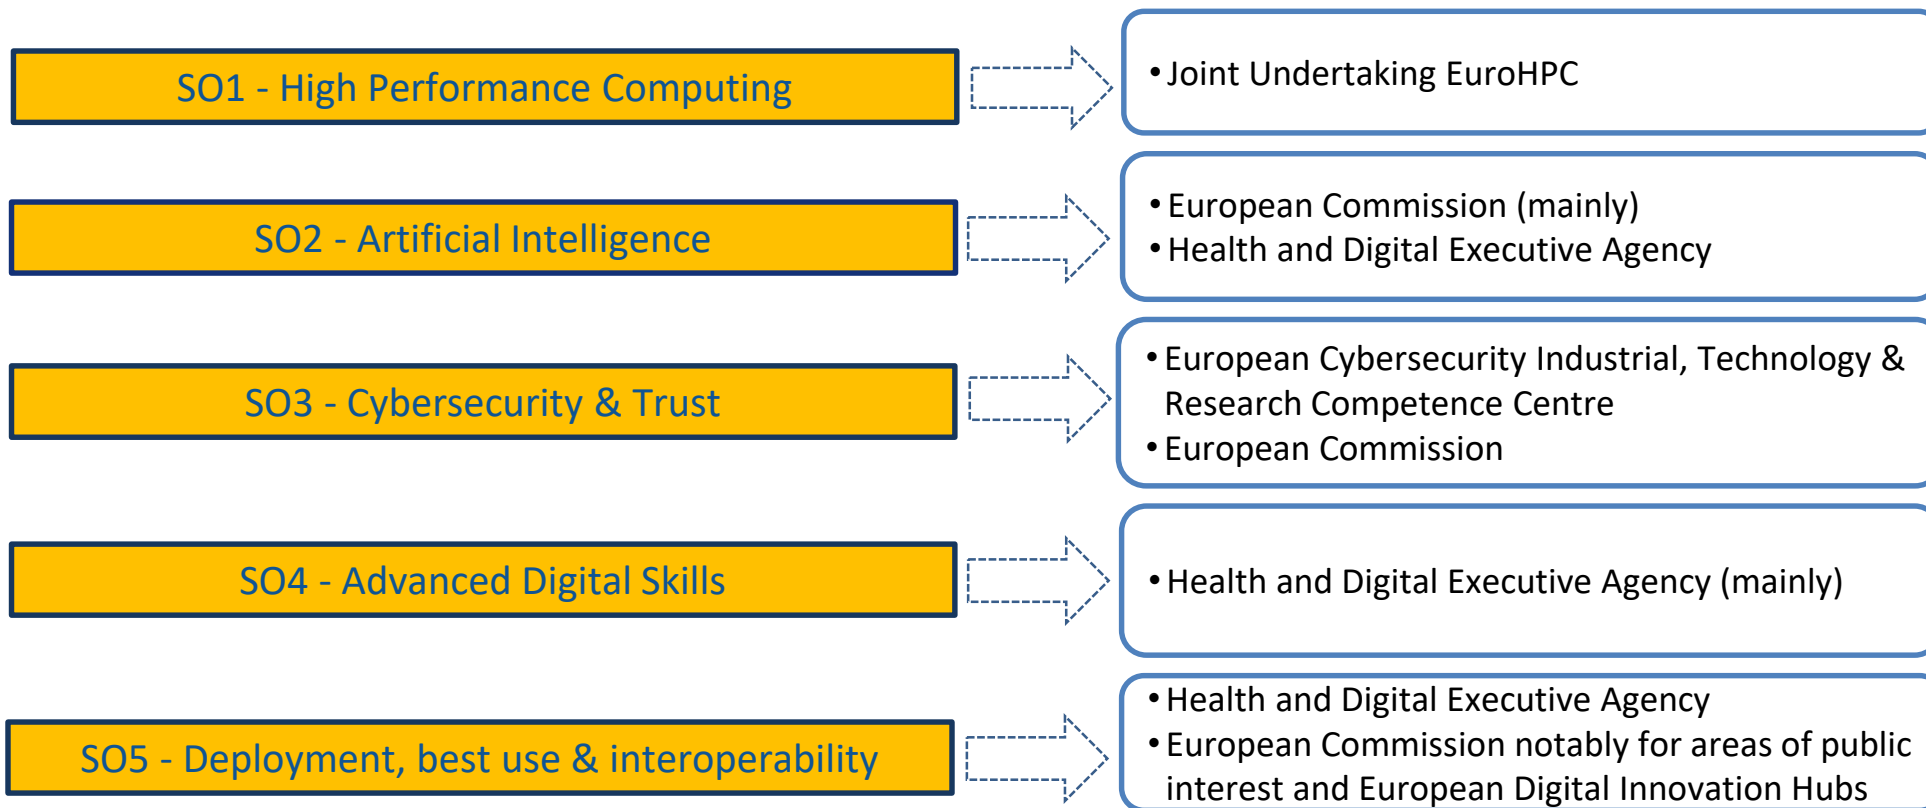 SO1 - High Performance Computing
• Joint Undertaking EuroHPC
SO2 - Artificial Intelligence
• European Commission (mainly)
• Health and Digital Executive Agency
SO3 - Cybersecurity & Trust
• European Cybersecurity Industrial, Technology &
Research Competence Centre
• European Commission
SO4 - Advanced Digital Skills
• Health and Digital Executive Agency (mainly)
SO5 - Deployment, best use & interoperability
• Health and Digital Executive Agency
• European Commission notably for areas of public
interest and European Digital Innovation Hubs